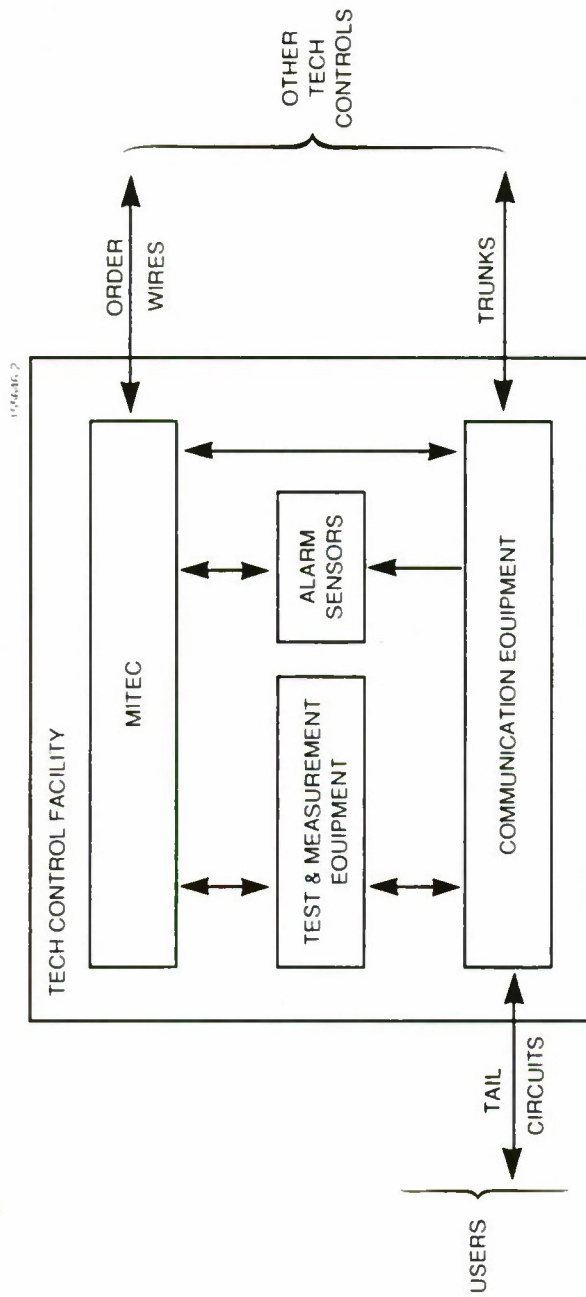 TECH CONTROL FACILITY
MITEC
ORDER
WIRES
TEST & MEASUREMENT
EQUIPMENT
ALARM
SENSORS
OTHER
TECH
CONTROLS
COMMUNICATION EQUIPMENT
TRUNKS
USERS
TAIL
CIRCUITS